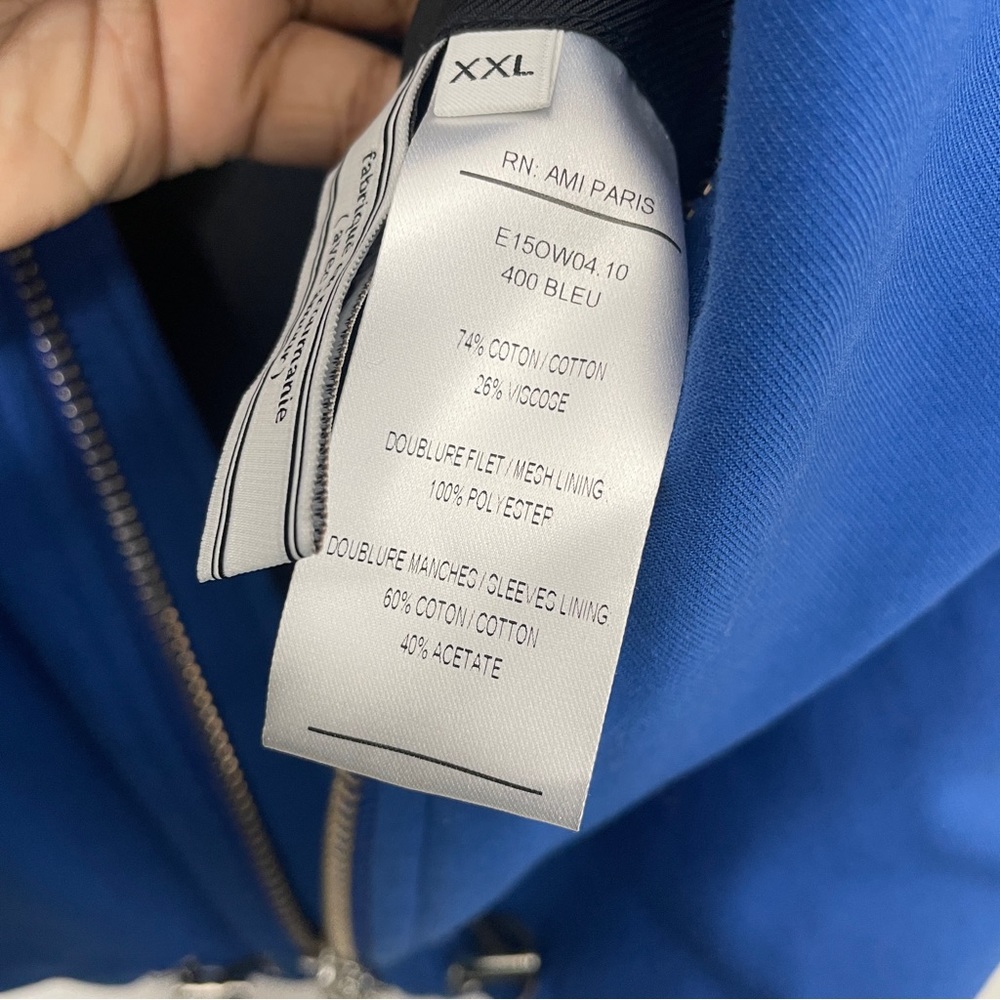 XXL
RN: AMI PARIS
E15OW04.10
400 BLEU
74% COTON/COTTON
26% VISCOSE
DOUBLURE FILET/MESH LINING
100% POLYESTER
DOUBLURE MANCHES/SLEEVES LINING
60% COTON/COTTON
40% ACETATE
fabriqué